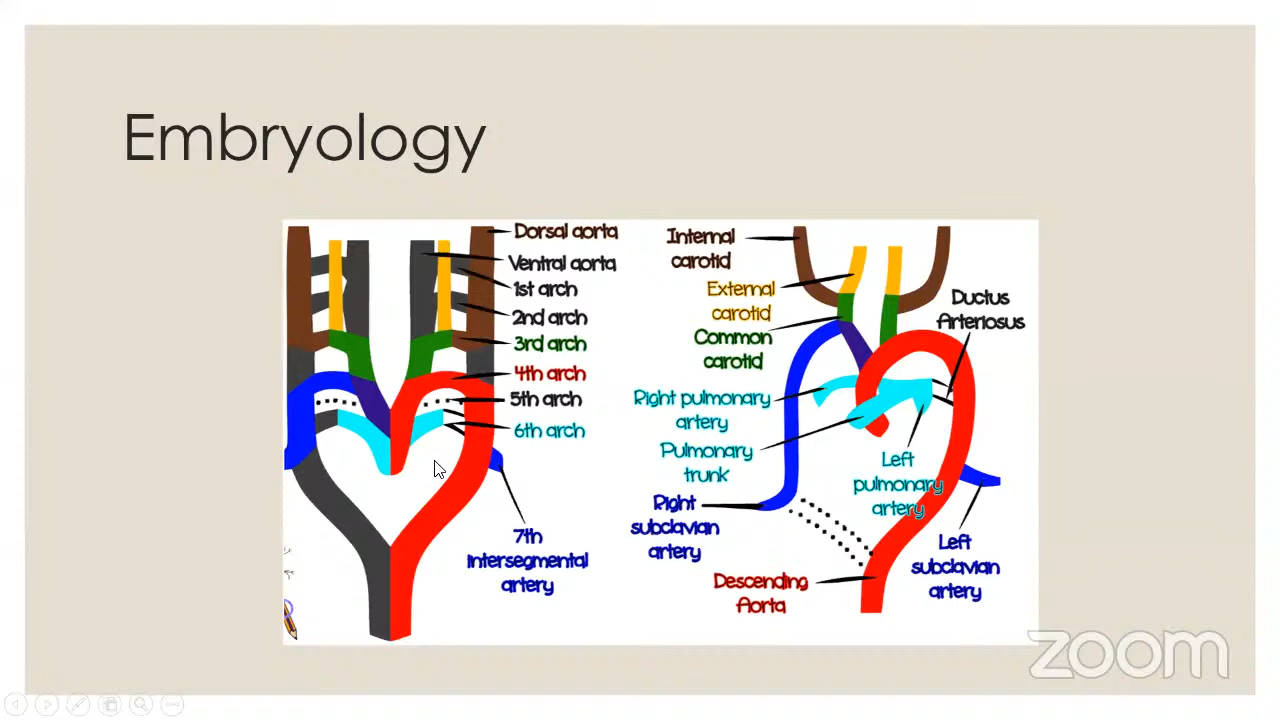 Embryology
Dorsal aorta
Ventral aorta
1st arch
2nd arch
3rd arch
4th arch
5th arch
6th arch
7th
intersegmental
artery
Internal
carotid
External
carotid
Common
carotid
Ductus
Arteriosus
Right pulmonary
artery
Pulmonary
trunk
Left
pulmonary
artery
Right
subclavian
artery
Left
subclavian
artery
Descending
Aorta
zoom